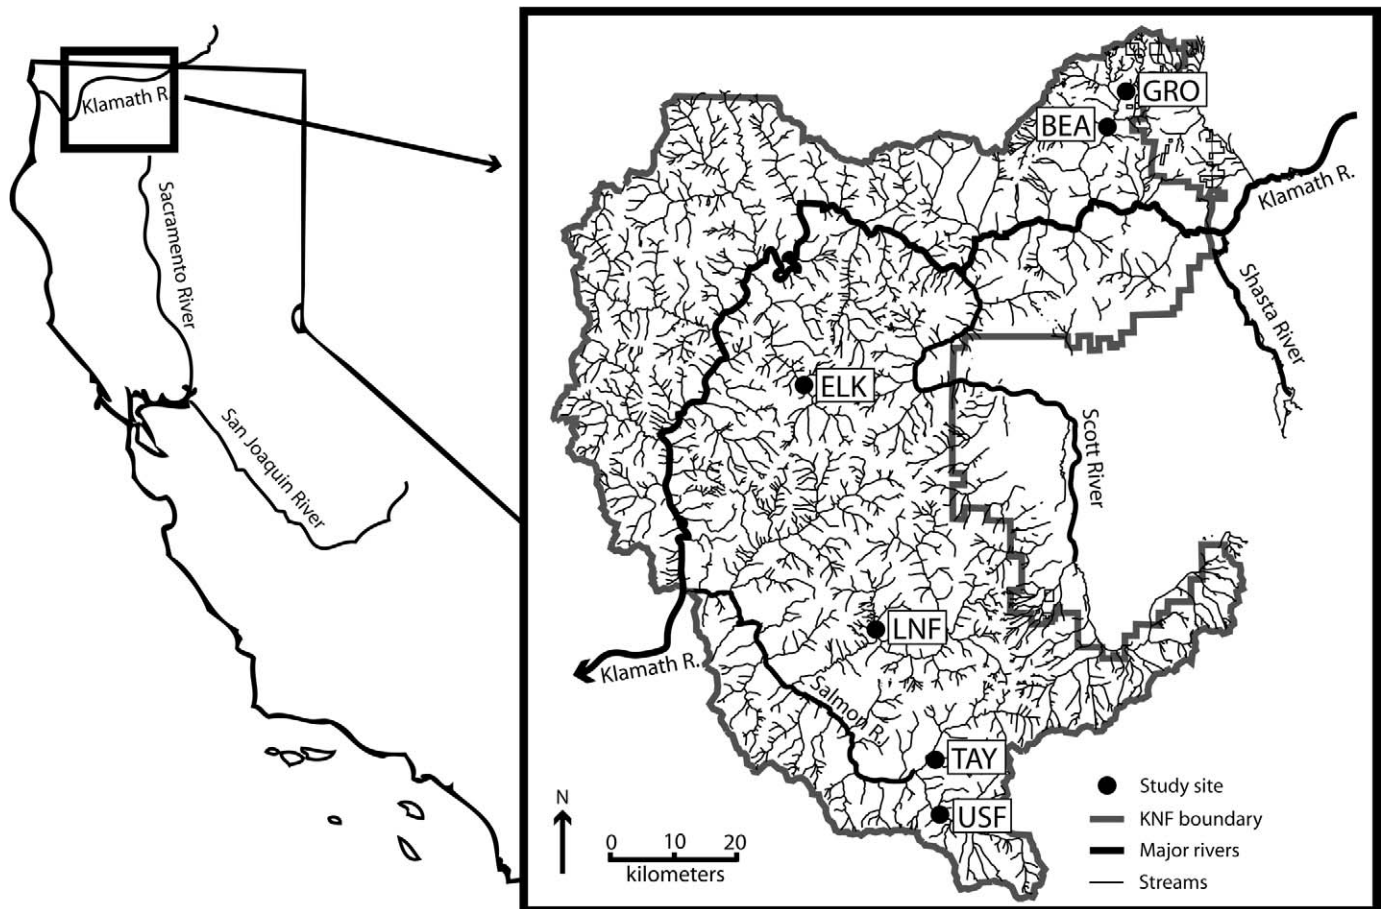 Klamath R.
Sacramento River
San Joaquin River
GRO
BEA
Klamath R.
Shasta River
ELK
Scott River
LNF
Klamath R.
Salmon R.
TAY
USF
N
0 10 20
kilometers
Study site
KNF boundary
Major rivers
Streams